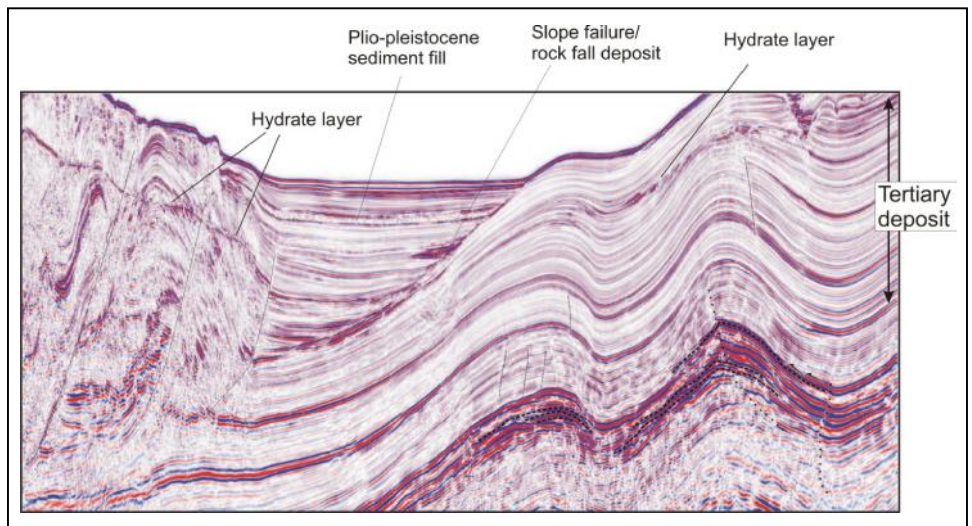 Plio-pleistocene
sediment fill
Slope failure/
rock fall deposit
Hydrate layer
Hydrate layer
Tertiary
deposit